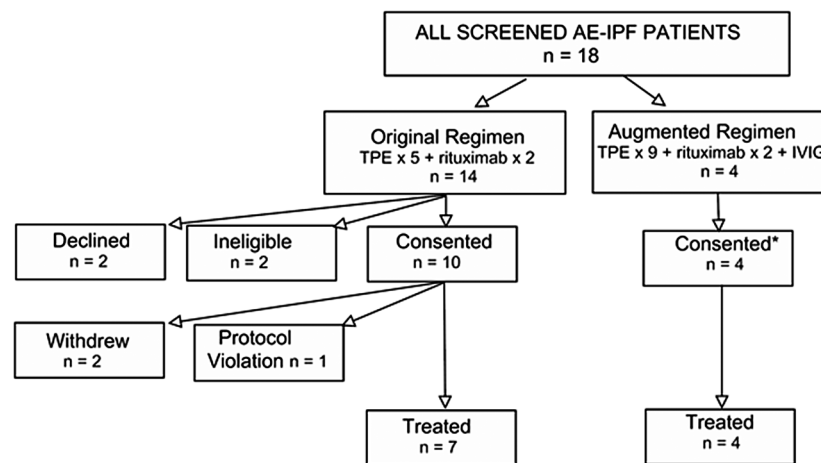 ALL SCREENED AE-IPF PATIENTS
n = 18
Original Regimen
TPE x 5 + rituximab x 2
n = 14
Augmented Regimen
TPE x 9 + rituximab x 2 + IVIG
n = 4
Declined
n = 2
Ineligible
n = 2
Consented
n = 10
Consented*
n = 4
Withdrew
n = 2
Protocol
Violation n = 1
Treated
n = 7
Treated
n = 4